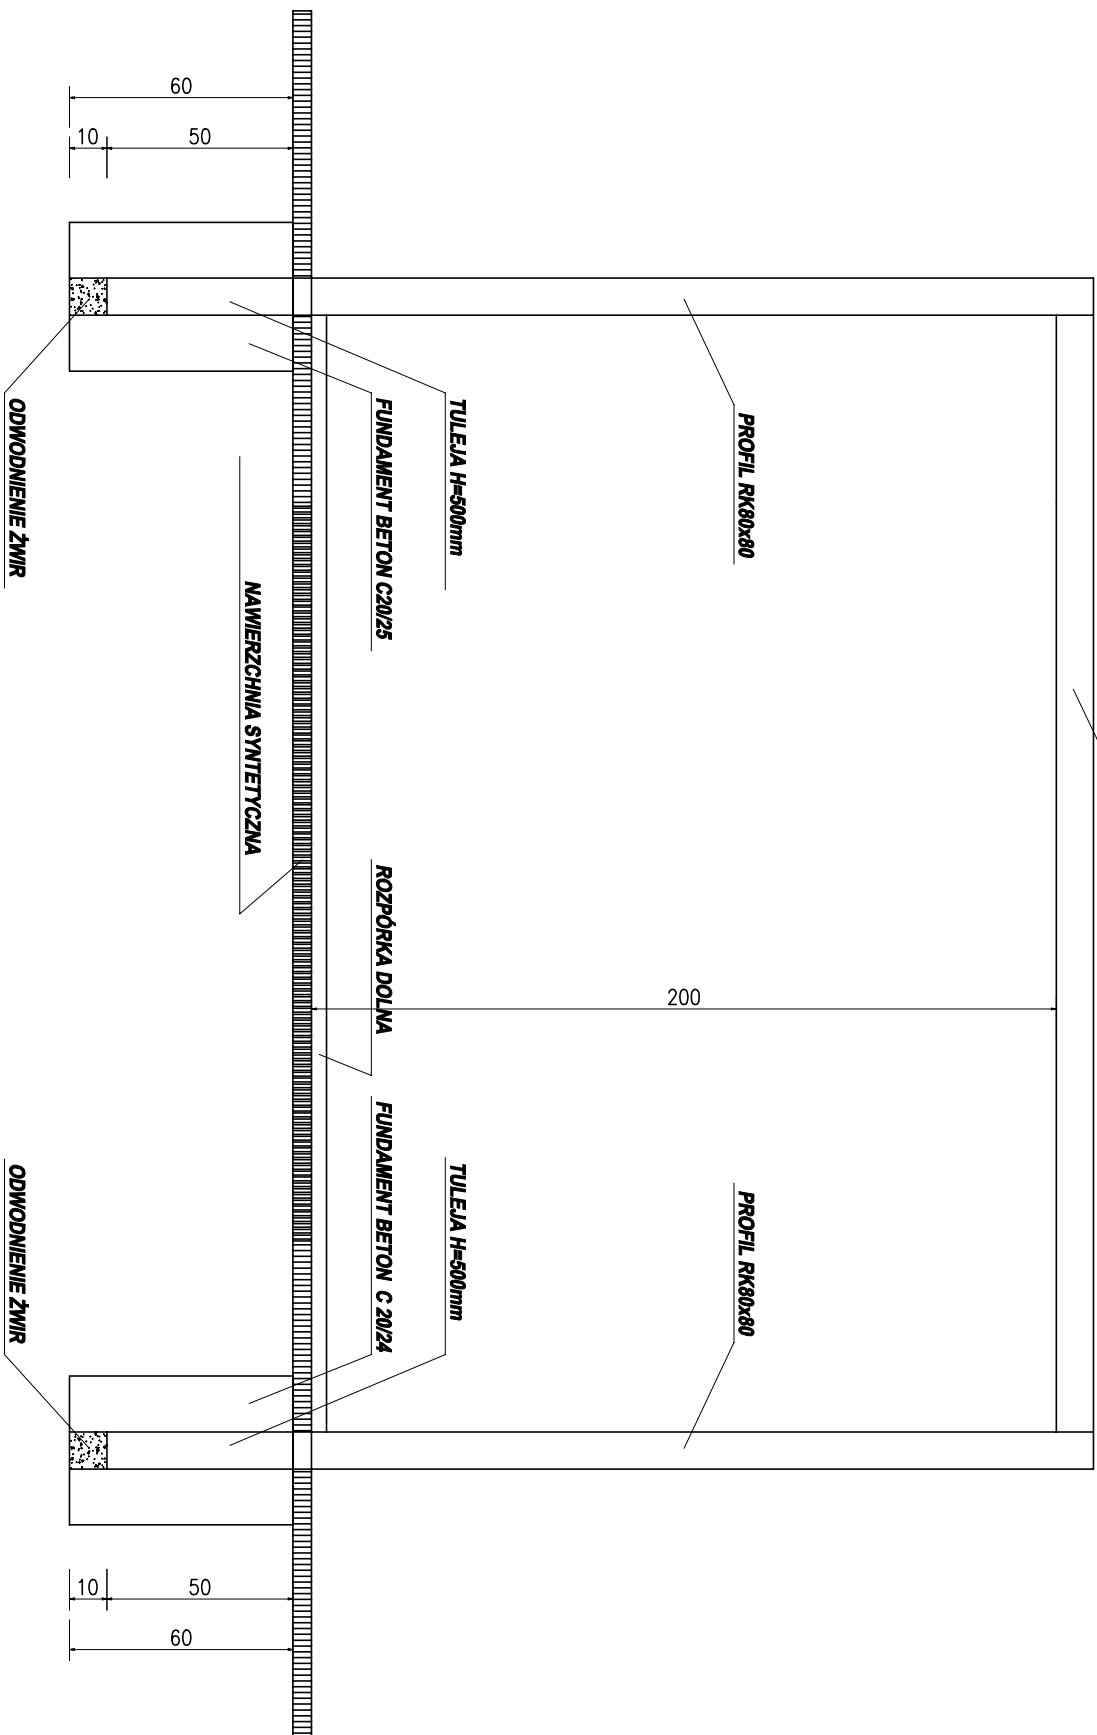 60
10
50
PROFIL RK80x80
TULEJA H=500mm
FUNDAMENT BETON C20/25
NAWIERZCHNIA SYNTETYCZNA
ODWODNIENIE ŻWIR
200
ROZPÓRKA DOLNA
PROFIL RK80x80
TULEJA H=500mm
FUNDAMENT BETON C 20/24
ODWODNIENIE ŻWIR
10
50
60